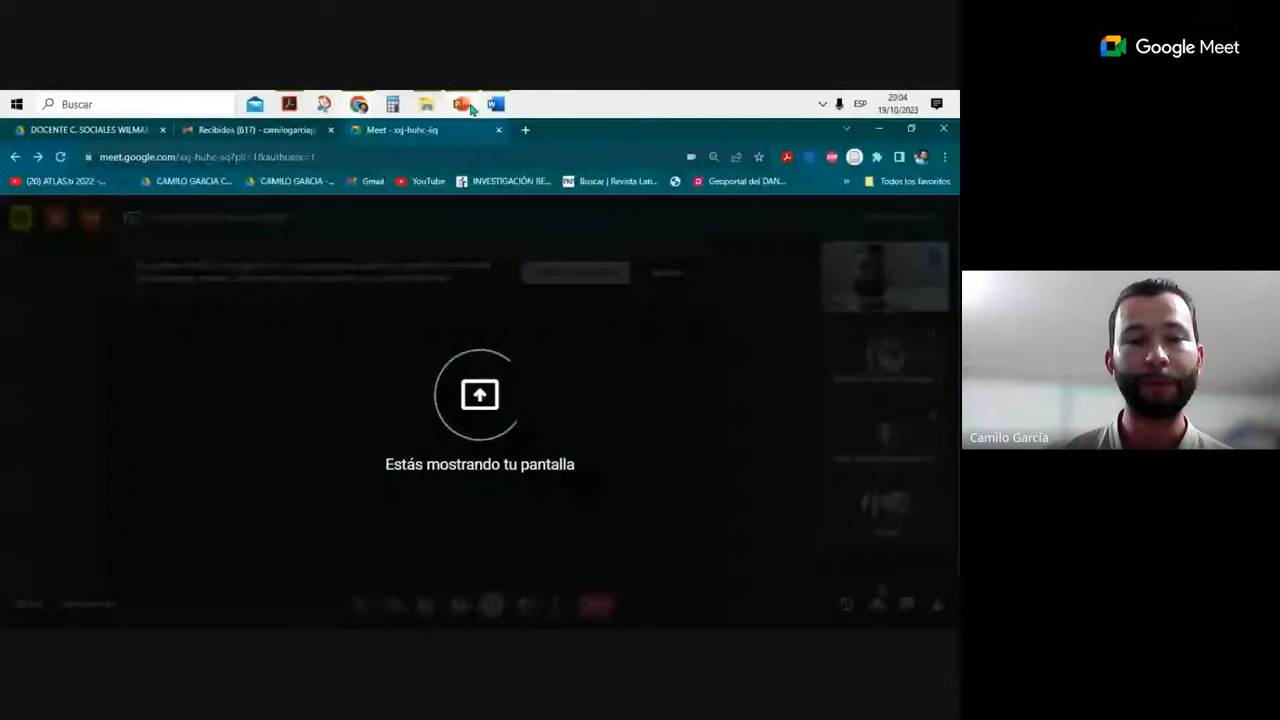 Google Meet
Buscar
ESP
20:04
19/10/2023
DOCENTE C. SOCIALES WILMA
Recibidos (617) - camilogarciap
Meet - xxj-huhc-iiq
meet.google.com/xxj-huhc-iiq?pli=1&authuser=1
(20) ATLAS.ti 2022 -...
CAMILO GARCIA C...
CAMILO GARCIA -...
Gmail
YouTube
INVESTIGACIÓN RE...
Buscar | Revista Lati...
Geoportal del DAN...
Todos los favoritos
Estás mostrando tu pantalla
Camilo García